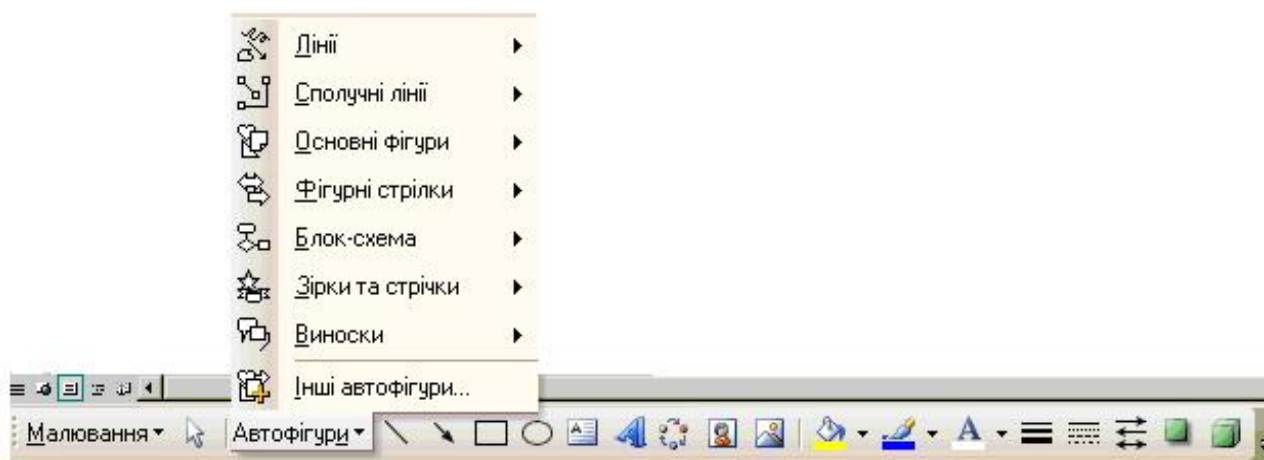 Лінії
Сполучні лінії
Основні фігури
Фігурні стрілки
Блок-схема
Зірки та стрічки
Виноски
Інші автофігури...
Малювання Автофігури